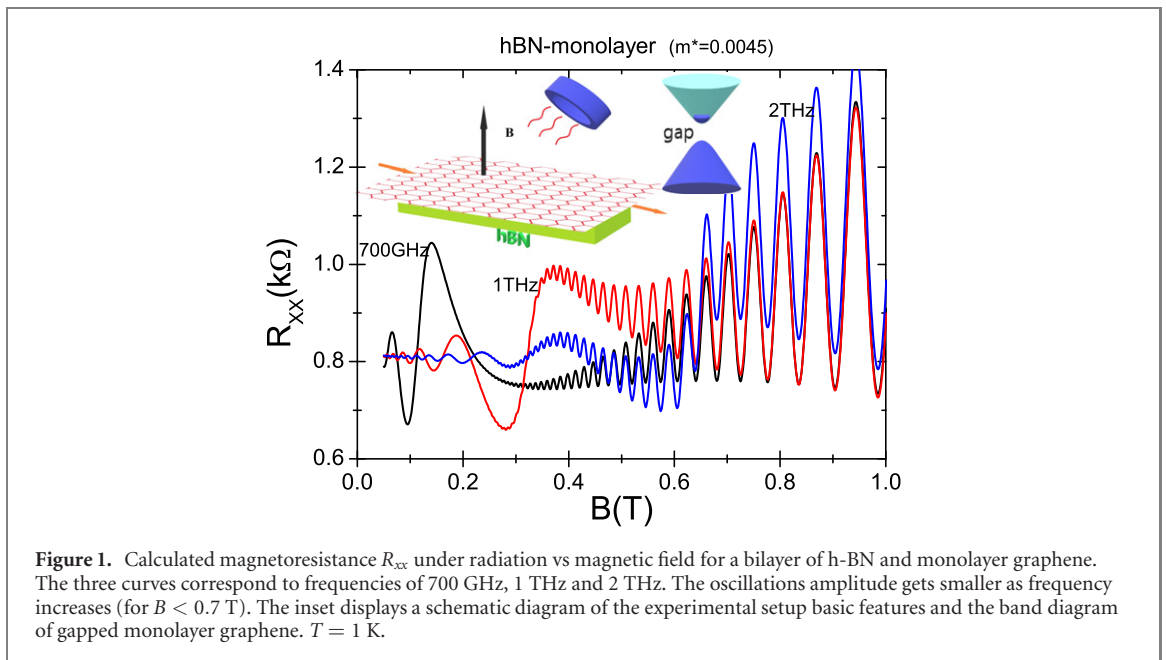 hBN-monolayer (m*=0.0045)
1.4
1.2
1.0
0.8
0.6
R_xx(kΩ)
0.0 0.2 0.4 0.6 0.8 1.0
B(T)
B
gap
2THz
hBN
700GHz
1THz
Figure 1. Calculated magnetoresistance R_xx under radiation vs magnetic field for a bilayer of h-BN and monolayer graphene.
The three curves correspond to frequencies of 700 GHz, 1 THz and 2 THz. The oscillations amplitude gets smaller as frequency
increases (for B < 0.7 T). The inset displays a schematic diagram of the experimental setup basic features and the band diagram
of gapped monolayer graphene. T = 1 K.